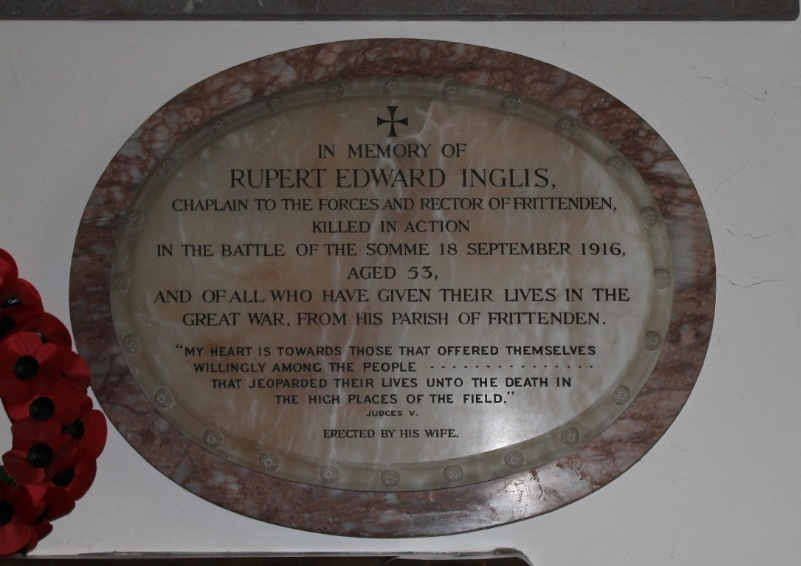 IN MEMORY OF
RUPERT EDWARD INGLIS,
CHAPLAIN TO THE FORCES AND RECTOR OF FRITTENDEN,
KILLED IN ACTION
IN THE BATTLE OF THE SOMME 18 SEPTEMBER 1916,
AGED 53,
AND OF ALL WHO HAVE GIVEN THEIR LIVES IN THE
GREAT WAR, FROM HIS PARISH OF FRITTENDEN.
"MY HEART IS TOWARDS THOSE THAT OFFERED THEMSELVES
WILLINGLY AMONG THE PEOPLE · · · · · · · · · · · · · · ·
THAT JEOPARDED THEIR LIVES UNTO THE DEATH IN
THE HIGH PLACES OF THE FIELD."
JUDGES V.
ERECTED BY HIS WIFE.